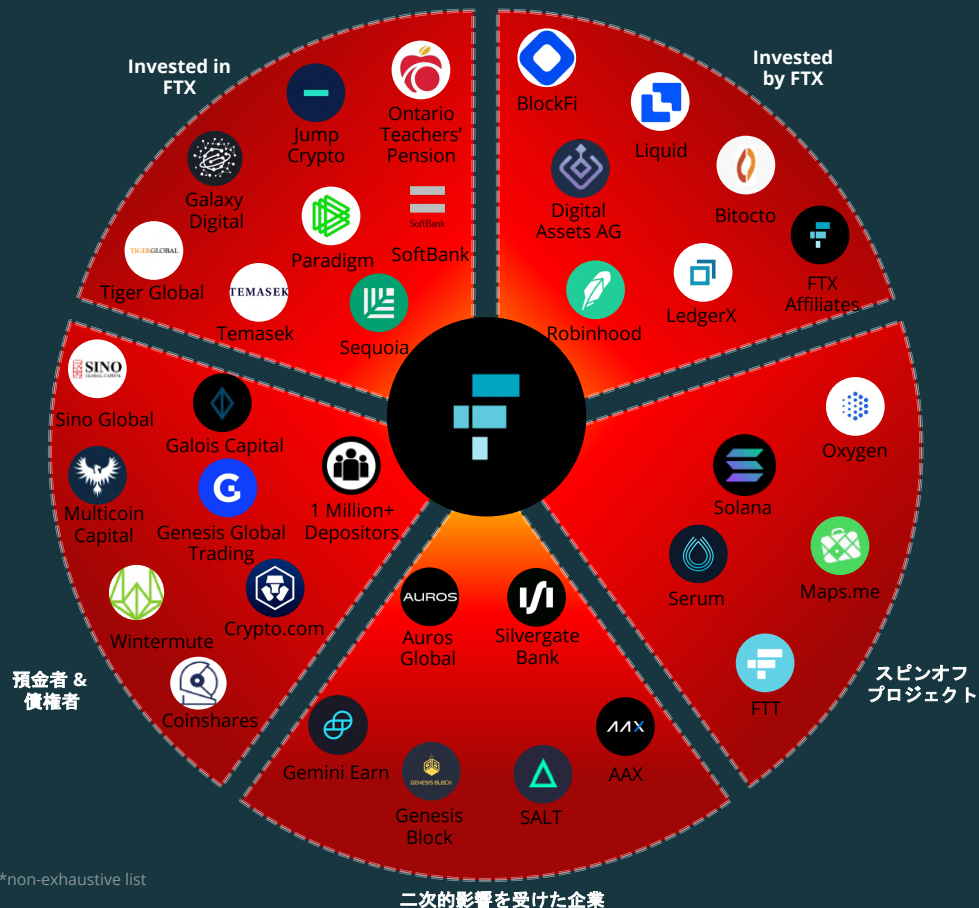 Invested in
FTX
Jump
Crypto
Ontario
Teachers’
Pension
Galaxy
Digital
Paradigm
SoftBank
SoftBank
TIGERGLOBAL
Tiger Global
TEMASEK
Temasek
Sequoia
Invested
by FTX
BlockFi
Liquid
Digital
Assets AG
Bitocto
FTX
Affiliates
LedgerX
Robinhood
SINO
GLOBAL CAPITAL
Sino Global
Galois Capital
Multicoin
Capital
G
Genesis Global
Trading
1 Million+
Depositors
Wintermute
Crypto.com
Coinshares
預金者 &
債権者
Oxygen
Solana
Serum
Maps.me
FTT
スピンオフ
プロジェクト
AUROS
Auros
Global
Silvergate
Bank
Gemini Earn
GENESIS BLOCK
Genesis
Block
SALT
AAX
AAX
*non-exhaustive list
二次的影響を受けた企業